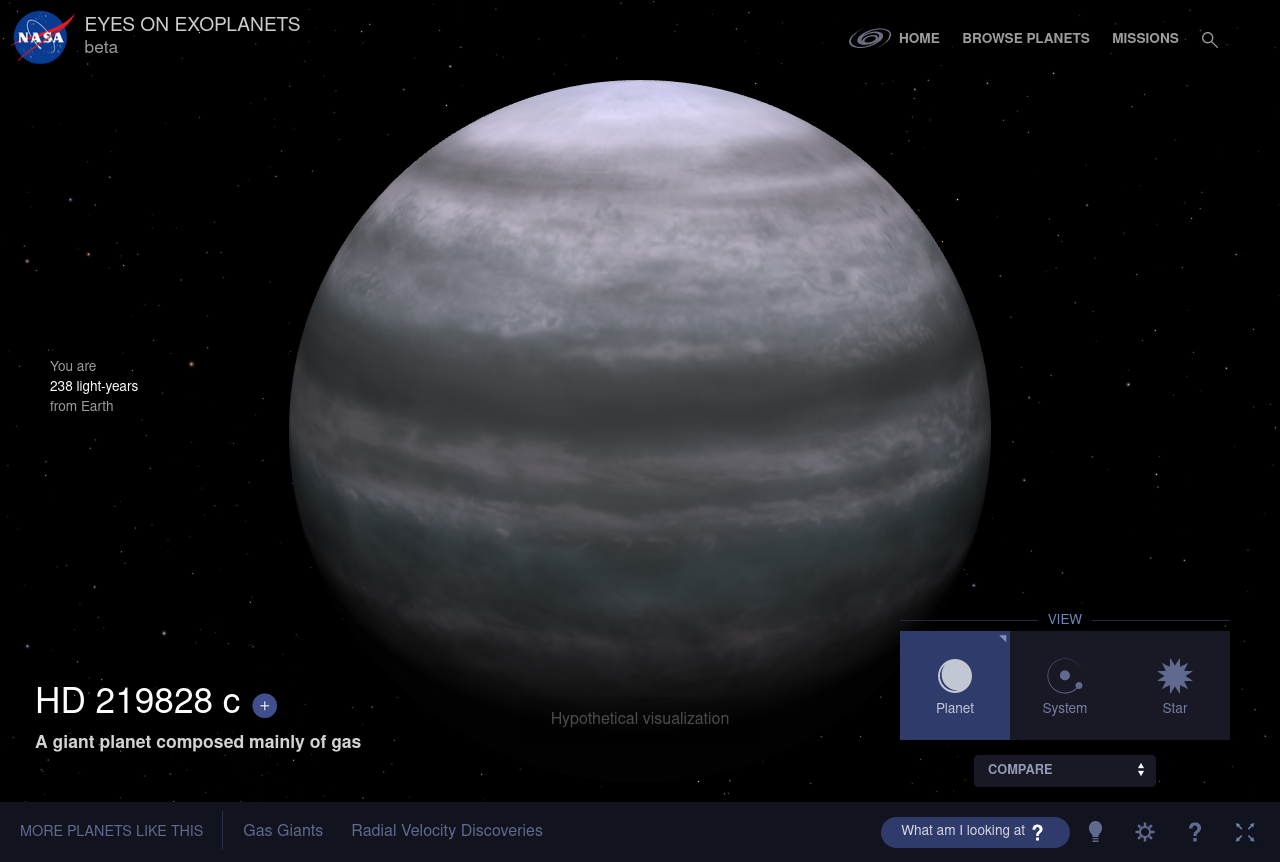 NASA
EYES ON EXOPLANETS
beta
HOME
BROWSE PLANETS
MISSIONS
You are
238 light-years
from Earth
VIEW
Planet
System
Star
HD 219828 c +
A giant planet composed mainly of gas
Hypothetical visualization
COMPARE
MORE PLANETS LIKE THIS
Gas Giants
Radial Velocity Discoveries
What am I looking at ?
?